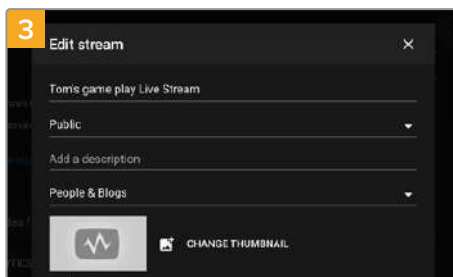 3
Edit stream
Tom's game play Live Stream
Public
Add a description
People & Blogs
CHANGE THUMBNAIL